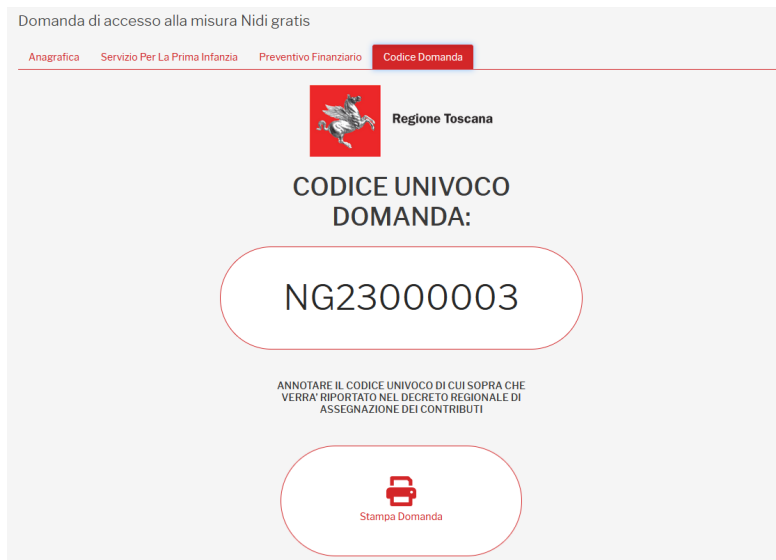 Domanda di accesso alla misura Nidi gratis
Anagrafica Servizio Per La Prima Infanzia Preventivo Finanziario Codice Domanda
Regione Toscana
CODICE UNIVOCO
DOMANDA:
NG23000003
ANNOTARE IL CODICE UNIVOCO DI CUI SOPRA CHE
VERRA' RIPORTATO NEL DECRETO REGIONALE DI
ASSEGNAZIONE DEI CONTRIBUTI
Stampa Domanda